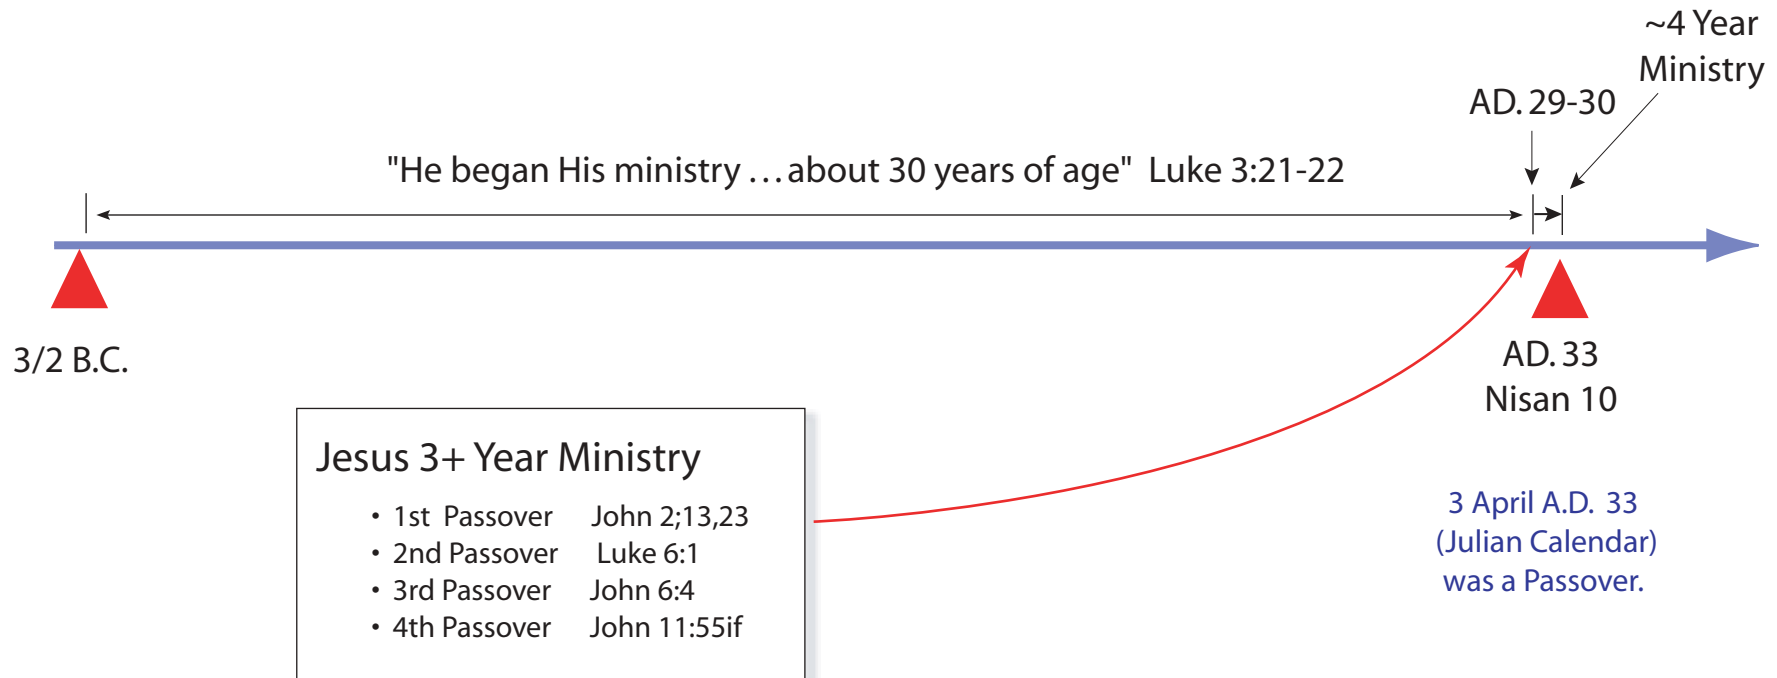 ~4 Year
Ministry
AD. 29-30
"He began His ministry ... about 30 years of age"  Luke 3:21-22
3/2 B.C.
AD. 33
Nisan 10
Jesus 3+ Year Ministry
• 1st Passover John 2;13,23
• 2nd Passover Luke 6:1
• 3rd Passover John 6:4
• 4th Passover John 11:55if
3 April A.D. 33
(Julian Calendar)
was a Passover.